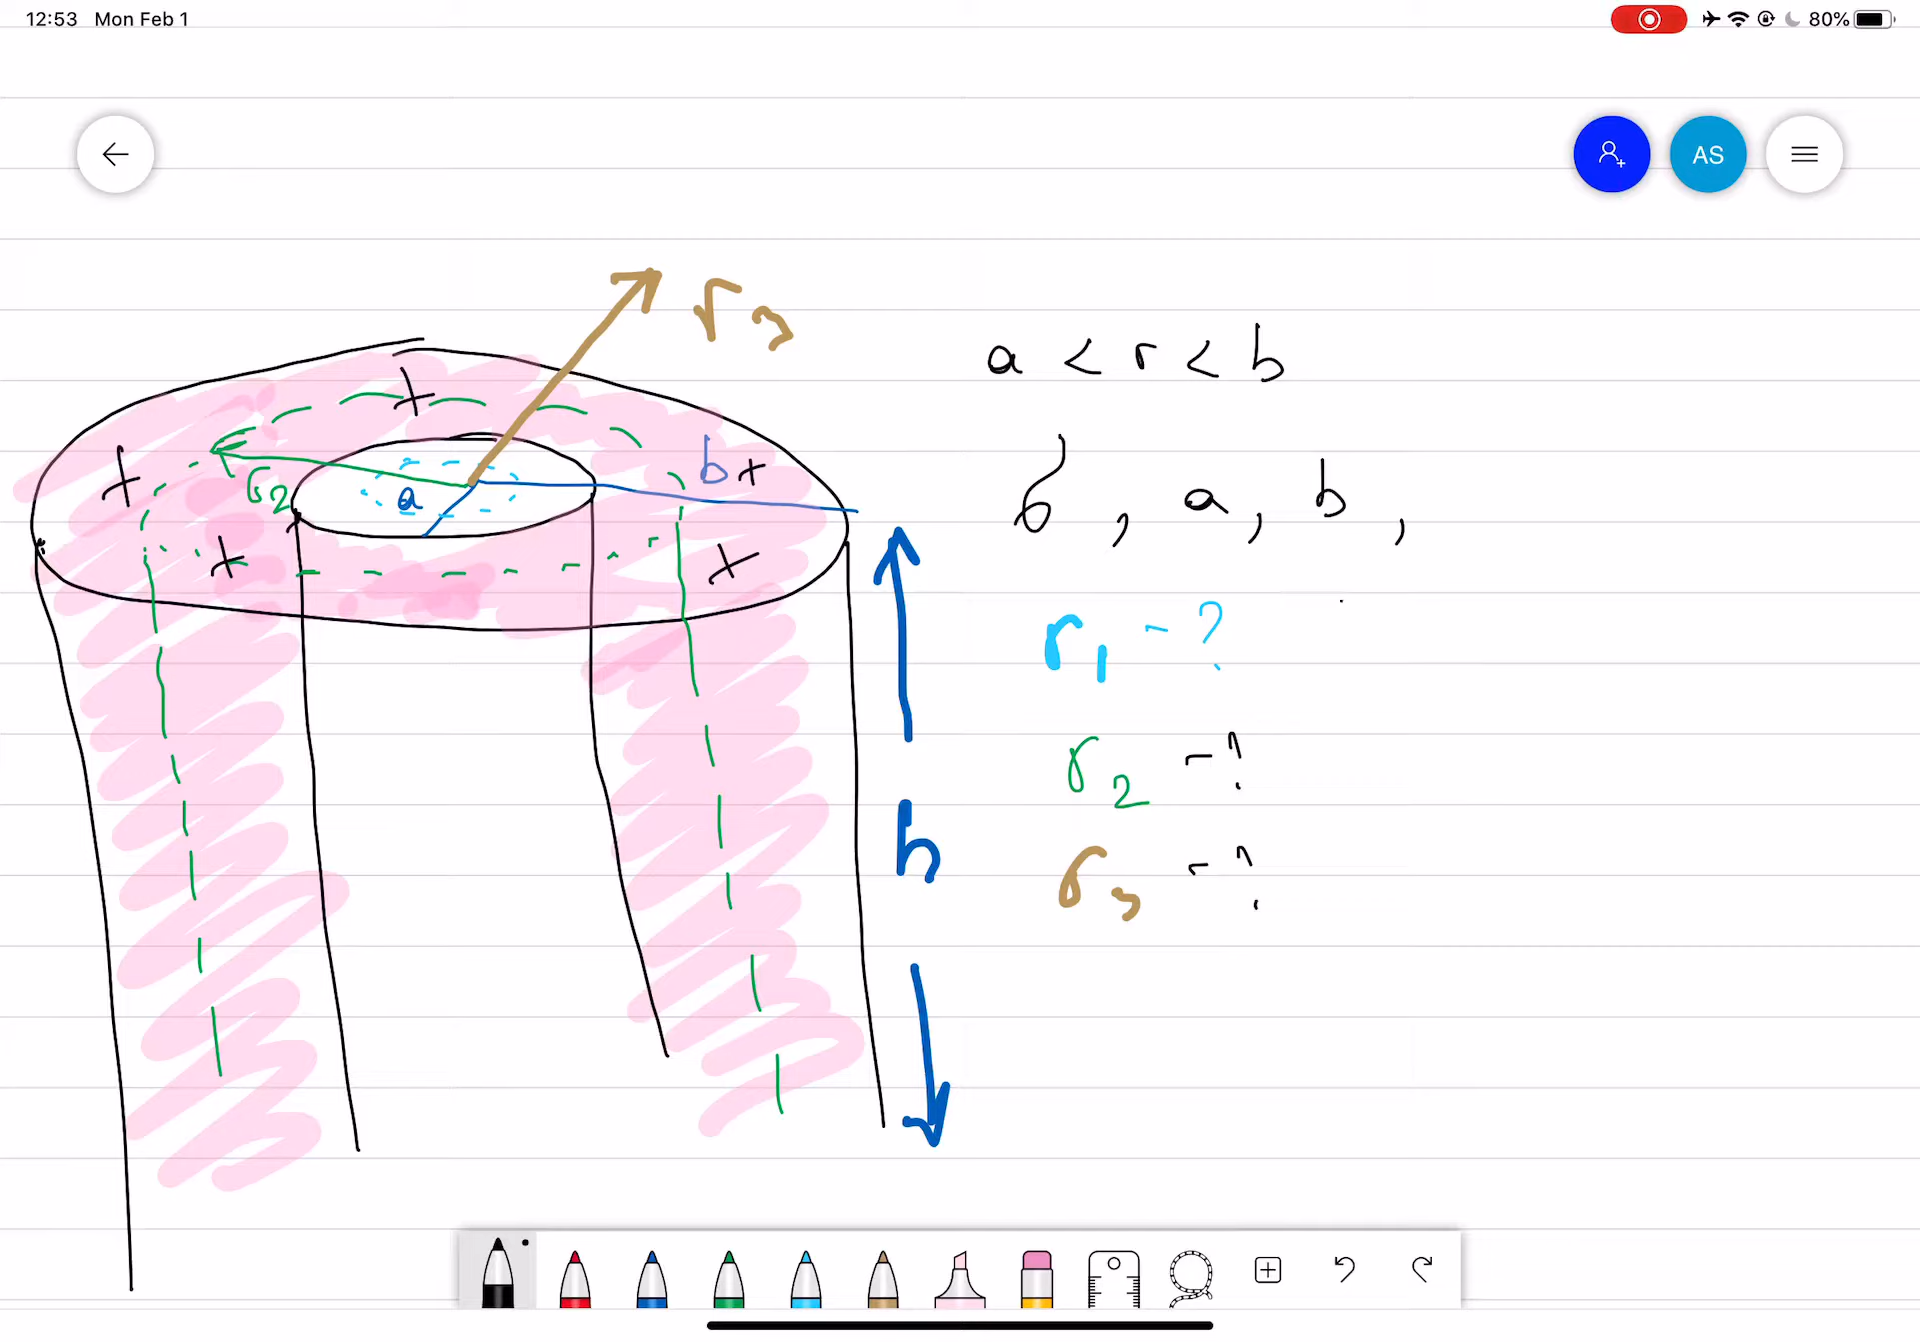 12:53 Mon Feb 1
80%
AS
r3
a < r < b
+
+ r2 a b +
б , a , b ,
+ +
r1 - ?
r2 - ?
h
r3 - ?